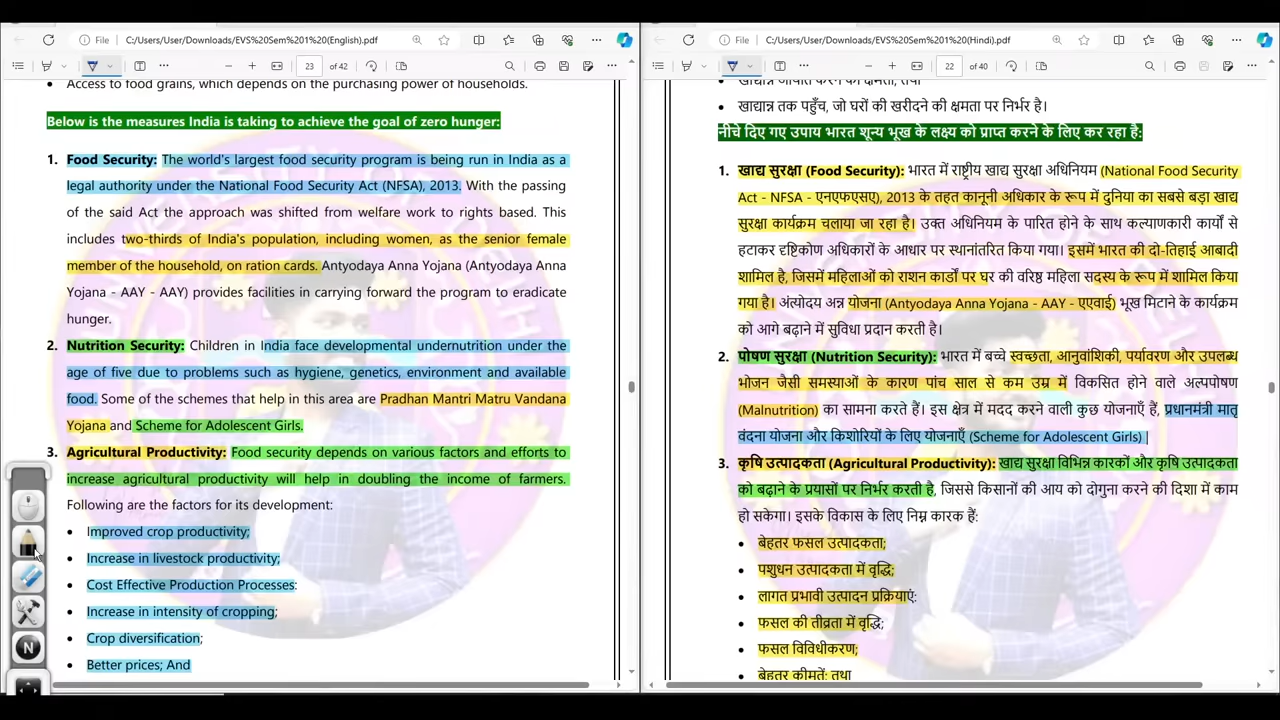 File C:/Users/User/Downloads/EVS%20Sem%201%20(English).pdf
23 of 42
Access to food grains, which depends on the purchasing power of households.
Below is the measures India is taking to achieve the goal of zero hunger:
1. Food Security: The world's largest food security program is being run in India as a
legal authority under the National Food Security Act (NFSA), 2013. With the passing
of the said Act the approach was shifted from welfare work to rights based. This
includes two-thirds of India's population, including women, as the senior female
member of the household, on ration cards. Antyodaya Anna Yojana (Antyodaya Anna
Yojana - AAY - AAY) provides facilities in carrying forward the program to eradicate
hunger.
2. Nutrition Security: Children in India face developmental undernutrition under the
age of five due to problems such as hygiene, genetics, environment and available
food. Some of the schemes that help in this area are Pradhan Mantri Matru Vandana
Yojana and Scheme for Adolescent Girls.
3. Agricultural Productivity: Food security depends on various factors and efforts to
increase agricultural productivity will help in doubling the income of farmers.
Following are the factors for its development:
• Improved crop productivity;
• Increase in livestock productivity;
• Cost Effective Production Processes:
• Increase in intensity of cropping;
• Crop diversification;
• Better prices; And
N
File C:/Users/User/Downloads/EVS%20Sem%201%20(Hindi).pdf
22 of 40
खाद्यान्न आयात करने की क्षमता, तथा
• खाद्यान्न तक पहुँच, जो घरों की खरीदने की क्षमता पर निर्भर है।
नीचे दिए गए उपाय भारत शून्य भूख के लक्ष्य को प्राप्त करने के लिए कर रहा है:
1. खाद्य सुरक्षा (Food Security): भारत में राष्ट्रीय खाद्य सुरक्षा अधिनियम (National Food Security
Act - NFSA - एनएफएसए), 2013 के तहत कानूनी अधिकार के रूप में दुनिया का सबसे बड़ा खाद्य
सुरक्षा कार्यक्रम चलाया जा रहा है। उक्त अधिनियम के पारित होने के साथ कल्याणकारी कार्यों से
हटाकर दृष्टिकोण अधिकारों के आधार पर स्थानांतरित किया गया। इसमें भारत की दो-तिहाई आबादी
शामिल है, जिसमें महिलाओं को राशन कार्डों पर घर की वरिष्ठ महिला सदस्य के रूप में शामिल किया
गया है। अंत्योदय अन्न योजना (Antyodaya Anna Yojana - AAY - एएवाई) भूख मिटाने के कार्यक्रम
को आगे बढ़ाने में सुविधा प्रदान करती है।
2. पोषण सुरक्षा (Nutrition Security): भारत में बच्चे स्वच्छता, आनुवांशिकी, पर्यावरण और उपलब्ध
भोजन जैसी समस्याओं के कारण पांच साल से कम उम्र में विकसित होने वाले अल्पपोषण
(Malnutrition) का सामना करते हैं। इस क्षेत्र में मदद करने वाली कुछ योजनाएँ हैं, प्रधानमंत्री मातृ
वंदना योजना और किशोरियों के लिए योजनाएँ (Scheme for Adolescent Girls) |
3. कृषि उत्पादकता (Agricultural Productivity): खाद्य सुरक्षा विभिन्न कारकों और कृषि उत्पादकता
को बढ़ाने के प्रयासों पर निर्भर करती है, जिससे किसानों की आय को दोगुना करने की दिशा में काम
हो सकेगा। इसके विकास के लिए निम्न कारक हैं:
• बेहतर फसल उत्पादकता;
• पशुधन उत्पादकता में वृद्धि;
• लागत प्रभावी उत्पादन प्रक्रियाएं:
• फसल की तीव्रता में वृद्धि;
• फसल विविधीकरण;
• बेहतर कीमतें; तथा